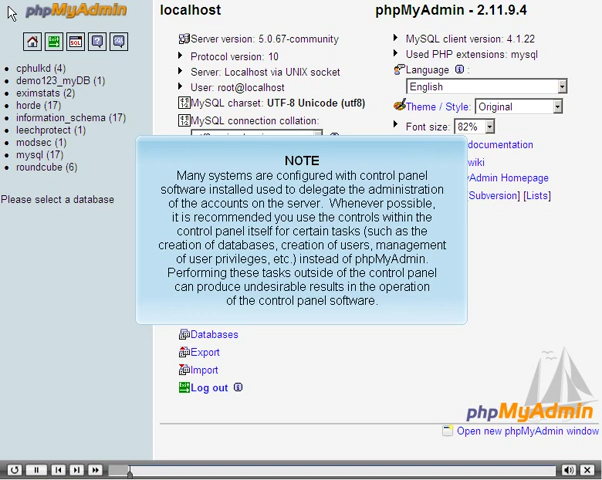 phpMyAdmin
cphulkd (4)
demo123_myDB (1)
eximstats (2)
horde (17)
information_schema (17)
leechprotect (1)
modsec (1)
mysql (17)
roundcube (6)
Please select a database
localhost
Server version: 5.0.67-community
Protocol version: 10
Server: Localhost via UNIX socket
User: root@localhost
MySQL charset: UTF-8 Unicode (utf8)
MySQL connection collation:
phpMyAdmin - 2.11.9.4
MySQL client version: 4.1.22
Used PHP extensions: mysql
Language
English
Theme / Style: Original
Font size: 82%
documentation
wiki
Admin Homepage
Subversion] [Lists]
NOTE
Many systems are configured with control panel
software installed used to delegate the administration
of the accounts on the server. Whenever possible,
it is recommended you use the controls within the
control panel itself for certain tasks (such as the
creation of databases, creation of users, management
of user privileges, etc.) instead of phpMyAdmin.
Performing these tasks outside of the control panel
can produce undesirable results in the operation
of the control panel software.
Databases
Export
Import
Log out
phpMyAdmin
Open new phpMyAdmin window